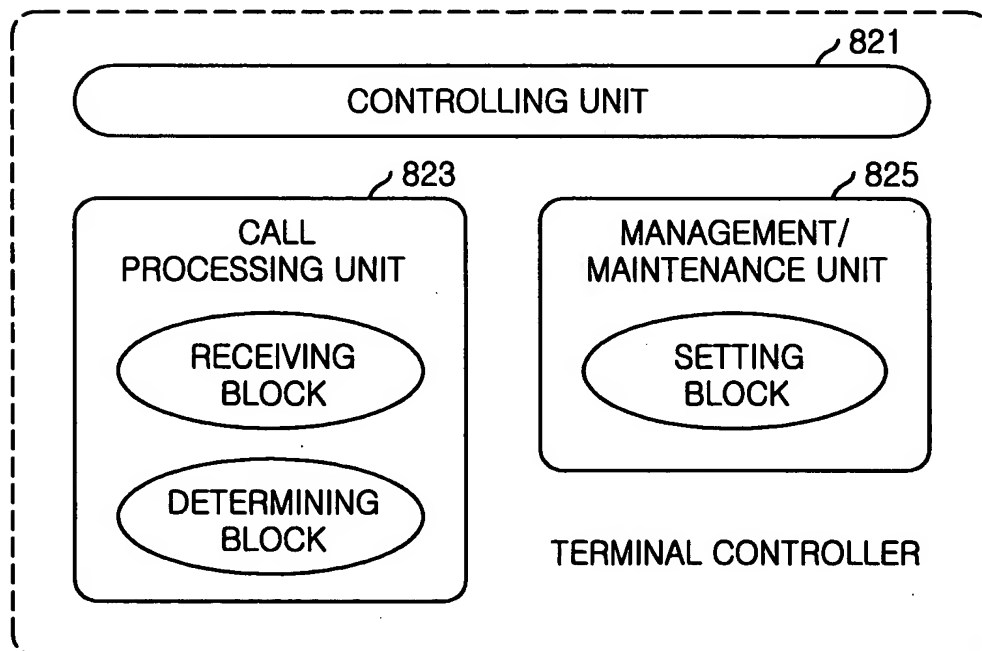 821
CONTROLLING UNIT
823
CALL
PROCESSING UNIT
RECEIVING
BLOCK
DETERMINING
BLOCK
825
MANAGEMENT/
MAINTENANCE UNIT
SETTING
BLOCK
TERMINAL CONTROLLER